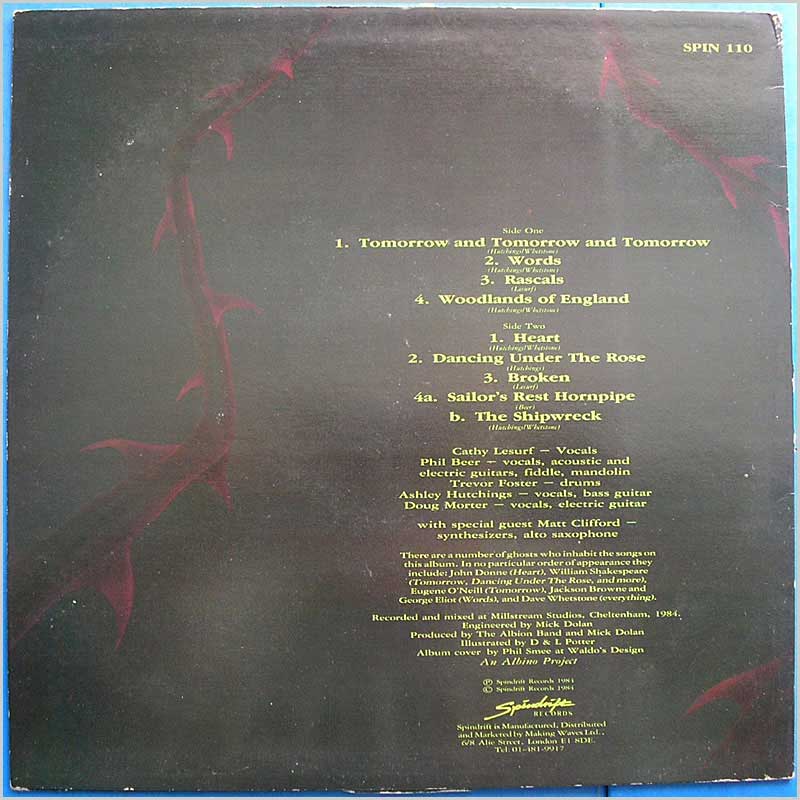 SPIN 110
Side One
1. Tomorrow and Tomorrow and Tomorrow
(Hutchings/Whetstone)
2. Words
(Hutchings/Whetstone)
3. Rascals
(Lesurf)
4. Woodlands of England
(Hutchings/Whetstone)
Side Two
1. Heart
(Hutchings/Whetstone)
2. Dancing Under The Rose
(Hutchings)
3. Broken
(Lesurf)
4a. Sailor's Rest Hornpipe
(Beer)
b. The Shipwreck
(Hutchings/Whetstone)
Cathy Lesurf – Vocals
Phil Beer – vocals, acoustic and
electric guitars, fiddle, mandolin
Trevor Foster – drums
Ashley Hutchings – vocals, bass guitar
Doug Morter – vocals, electric guitar
with special guest Matt Clifford –
synthesizers, alto saxophone
There are a number of ghosts who inhabit the songs on
this album. In no particular order of appearance they
include: John Donne (Heart), William Shakespeare
(Tomorrow, Dancing Under The Rose, and more),
Eugene O'Neill (Tomorrow), Jackson Browne and
George Eliot (Words), and Dave Whetstone (everything).
Recorded and mixed at Millstream Studios, Cheltenham, 1984.
Engineered by Mick Dolan
Produced by The Albion Band and Mick Dolan
Illustrated by D & L Potter
Album cover by Phil Smee at Waldo's Design
An Albino Project
℗ Spindrift Records 1984
© Spindrift Records 1984
Spindrift
RECORDS
Spindrift is Manufactured, Distributed
and Marketed by Making Waves Ltd.,
6/8 Alie Street, London E1 8DE.
Tel: 01-481-9917